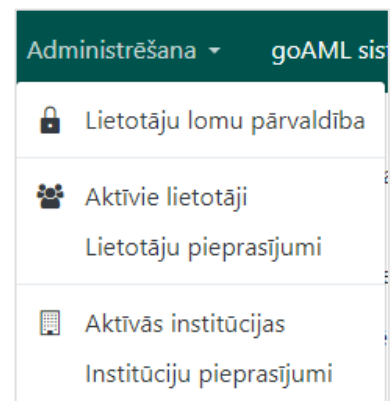 Administrēšana goAML sis
Lietotāju lomu pārvaldība
Aktīvie lietotāji
Lietotāju pieprasījumi
Aktīvās institūcijas
Institūciju pieprasījumi